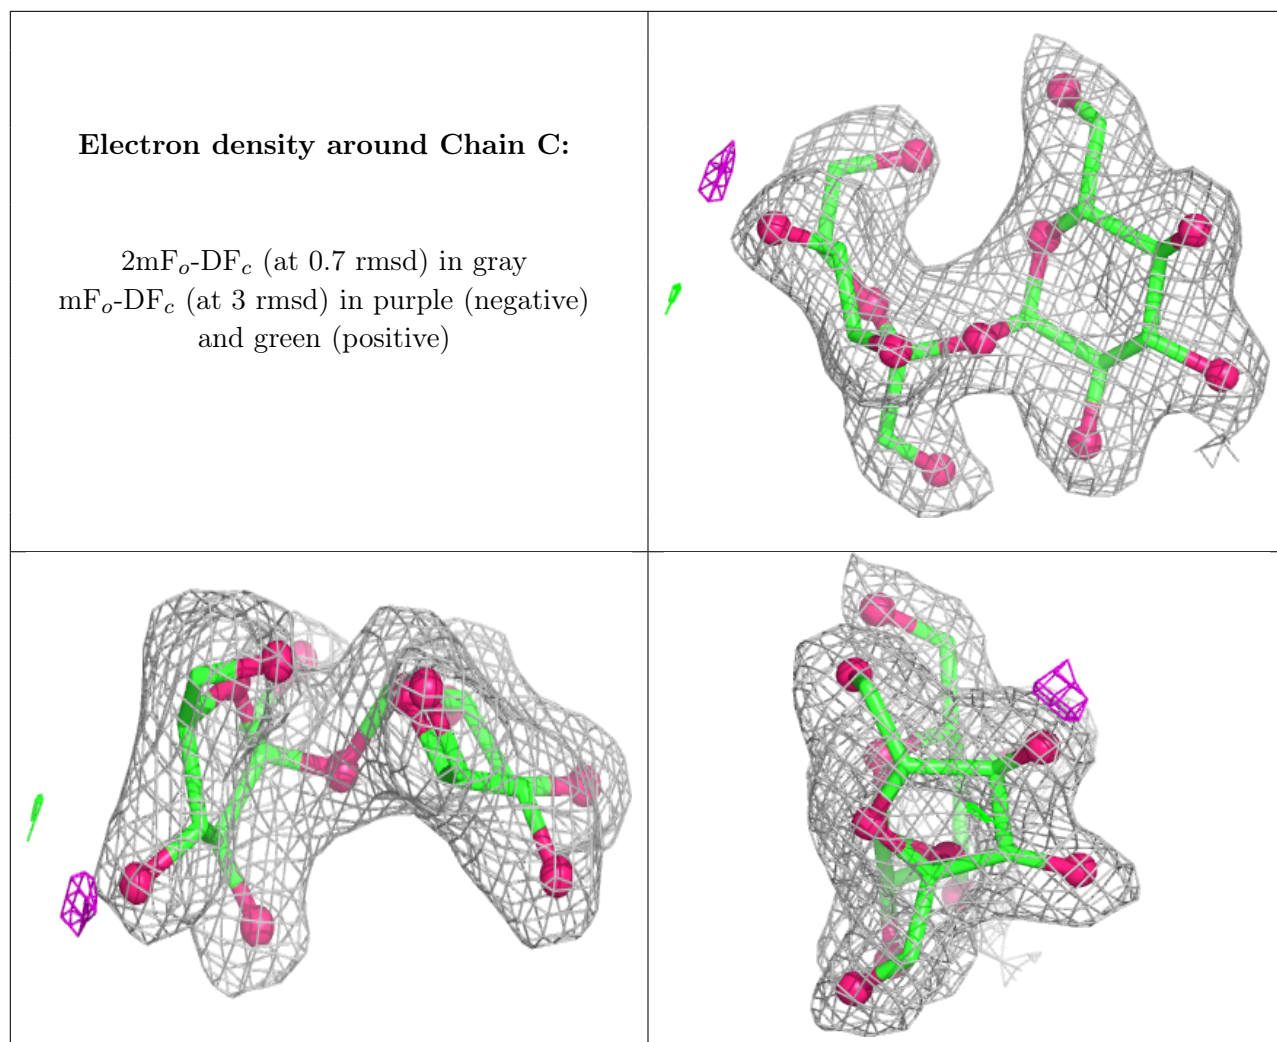 Electron density around Chain C:
2mFo-DFc (at 0.7 rmsd) in gray
mFo-DFc (at 3 rmsd) in purple (negative)
and green (positive)